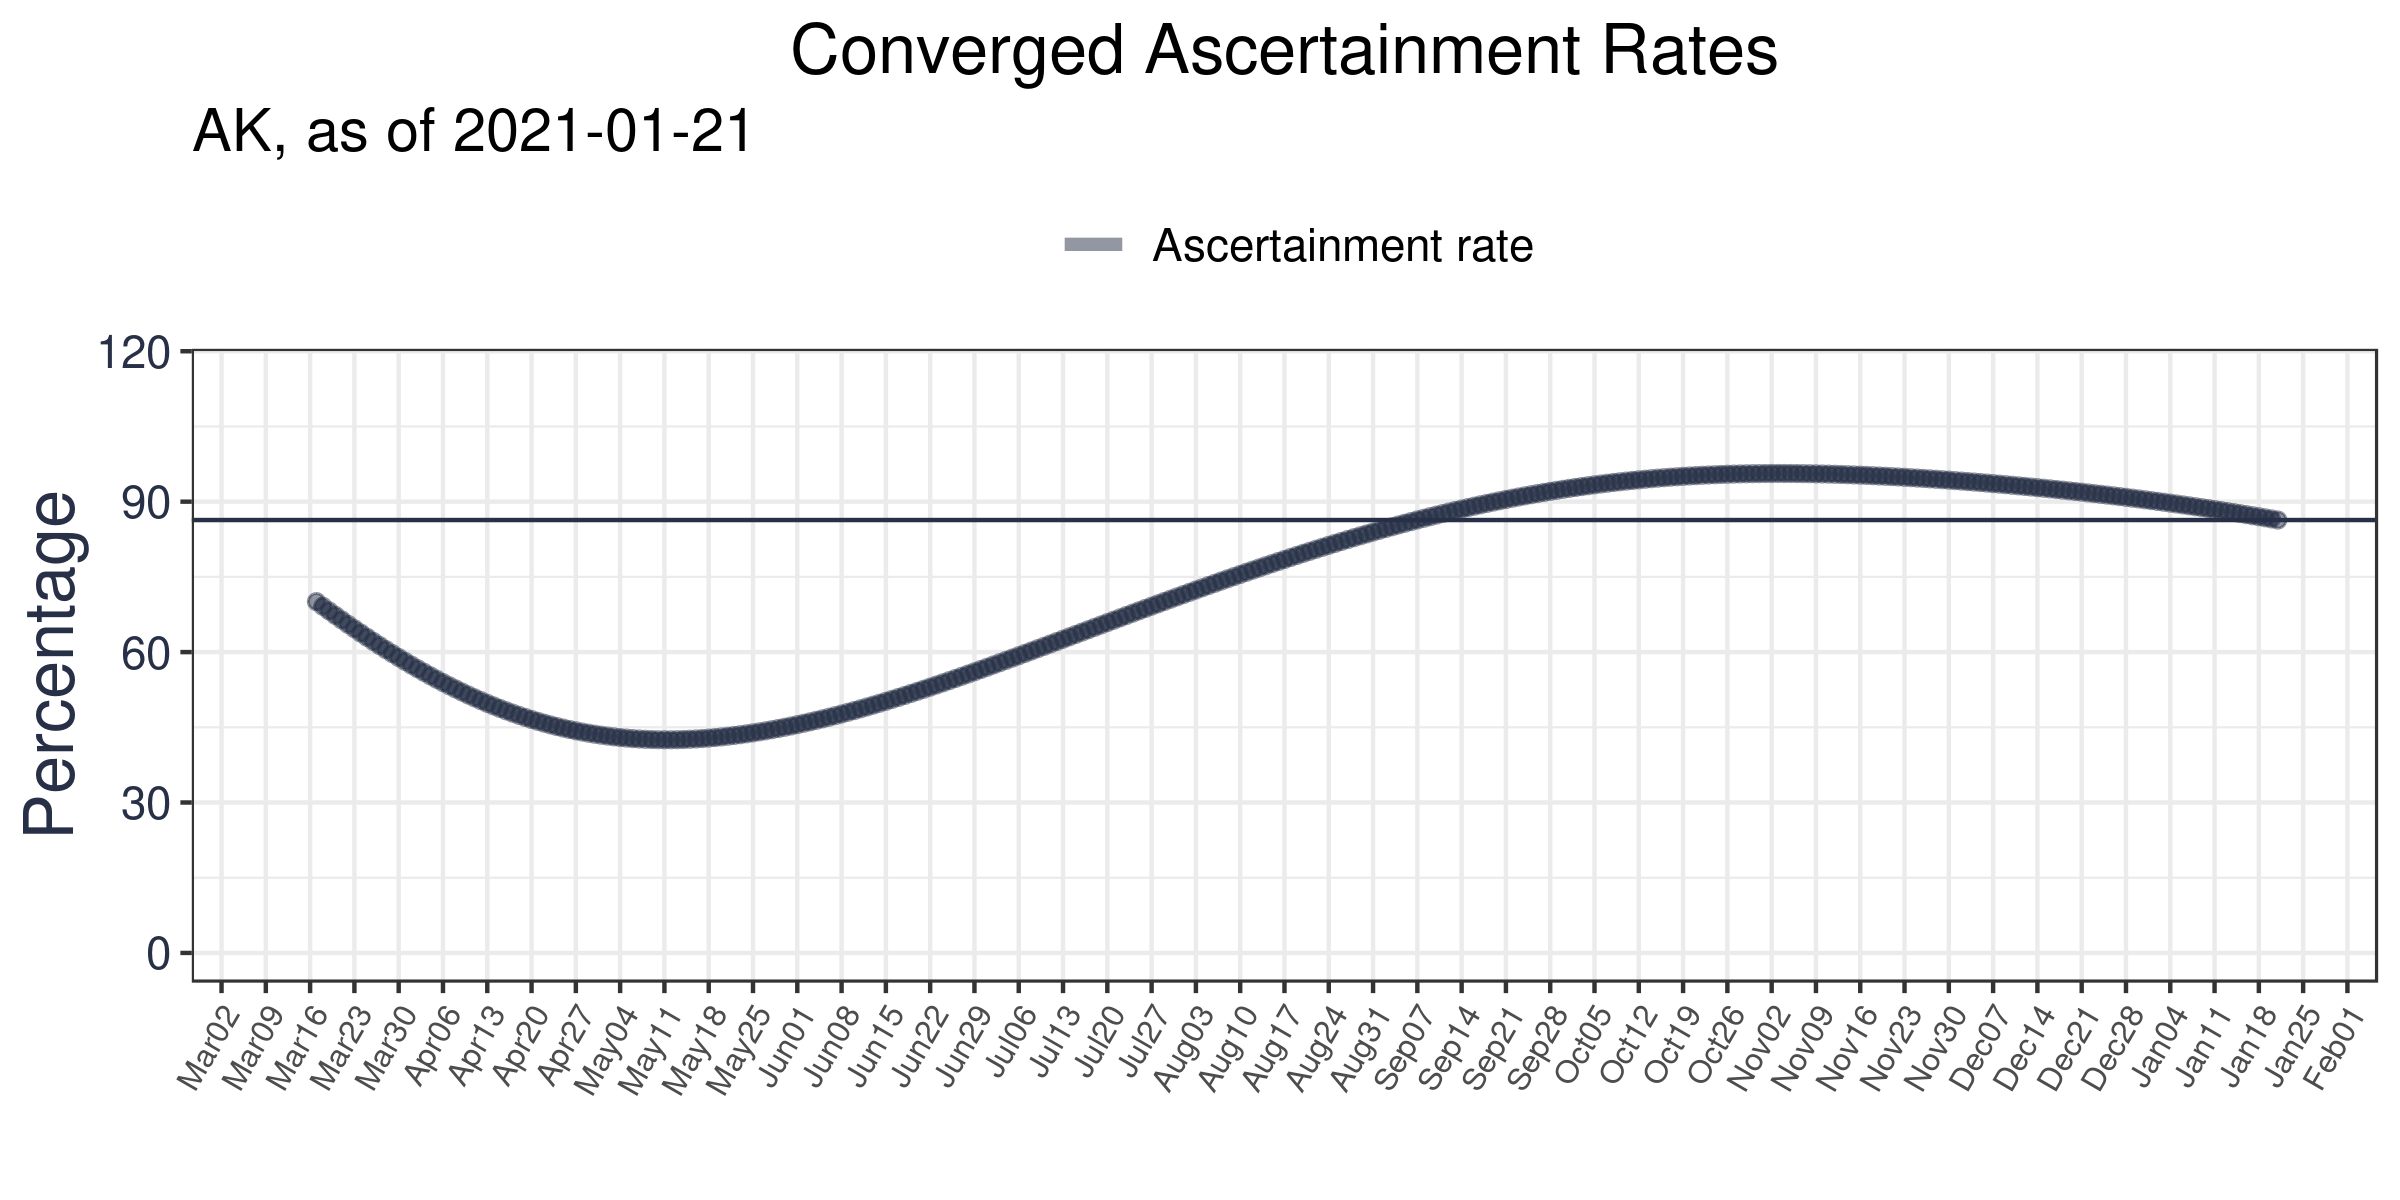 Converged Ascertainment Rates
AK, as of 2021-01-21
Ascertainment rate
Percentage
120
90
60
30
0
Mar02
Mar09
Mar16
Mar23
Mar30
Apr06
Apr13
Apr20
Apr27
May04
May11
May18
May25
Jun01
Jun08
Jun15
Jun22
Jun29
Jul06
Jul13
Jul20
Jul27
Aug03
Aug10
Aug17
Aug24
Aug31
Sep07
Sep14
Sep21
Sep28
Oct05
Oct12
Oct19
Oct26
Nov02
Nov09
Nov16
Nov23
Nov30
Dec07
Dec14
Dec21
Dec28
Jan04
Jan11
Jan18
Jan25
Feb01